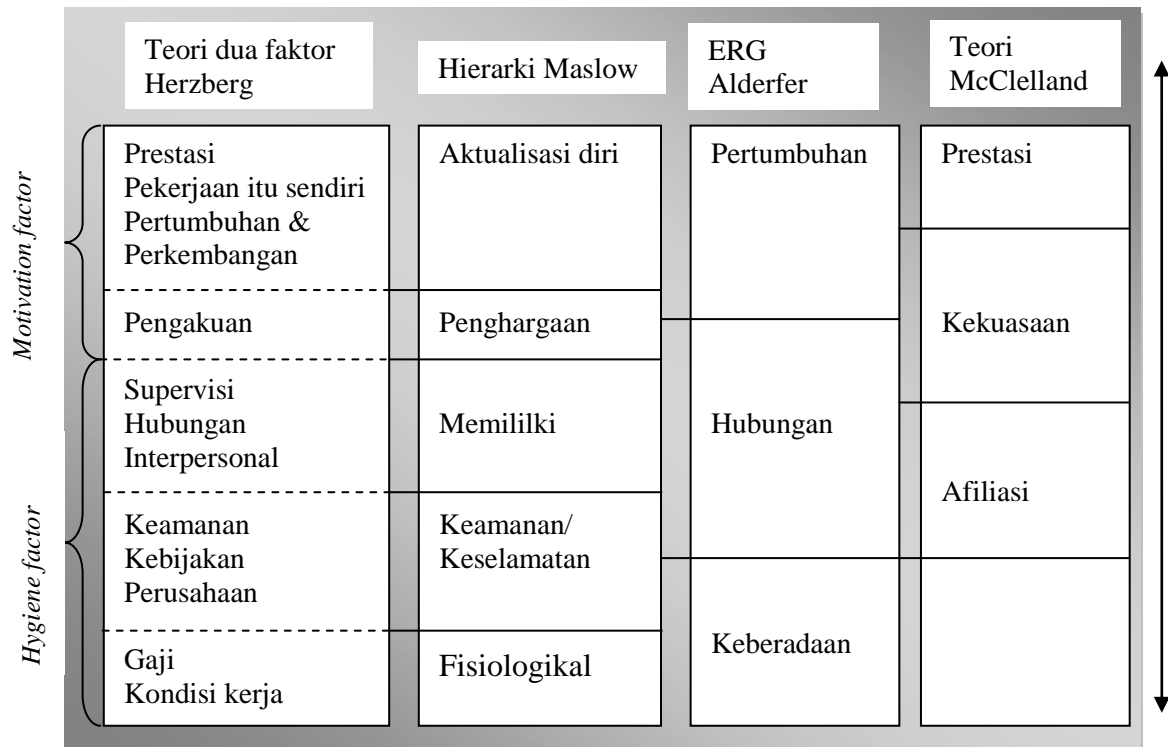 Teori dua faktor
Herzberg
Hierarki Maslow
ERG
Alderfer
Teori
McClelland
Motivation factor
Prestasi
Pekerjaan itu sendiri
Pertumbuhan &
Perkembangan
Aktualisasi diri
Pertumbuhan
Prestasi
Pengakuan
Penghargaan
Kekuasaan
Hygiene factor
Supervisi
Hubungan
Interpersonal
Memililki
Hubungan
Afiliasi
Keamanan
Kebijakan
Perusahaan
Keamanan/
Keselamatan
Keberadaan
Gaji
Kondisi kerja
Fisiologikal